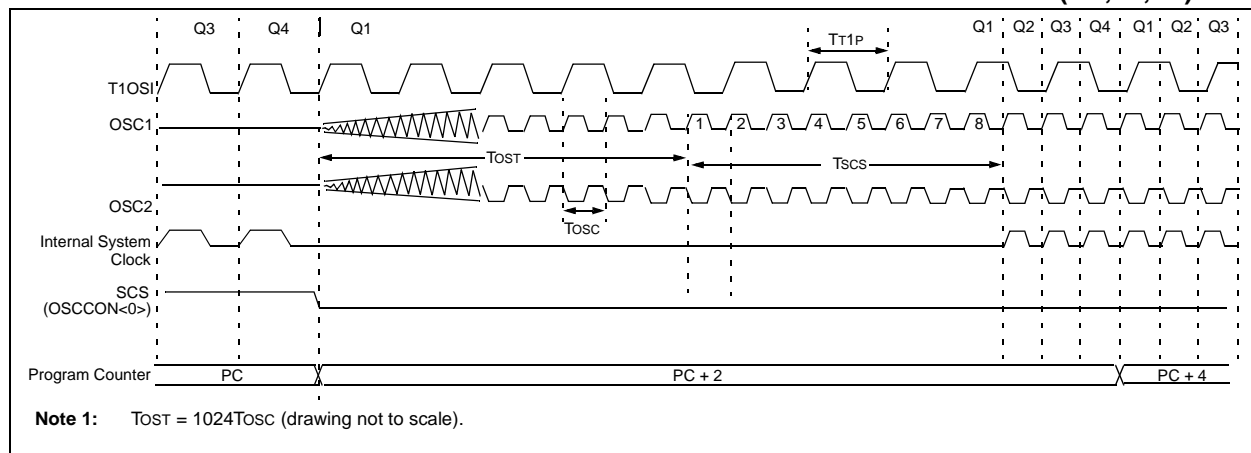 Q3 Q4 Q1 Q1 Q2 Q3 Q4 Q1 Q2 Q3
TT1P
T1OSI
OSC1
1 2 3 4 5 6 7 8
TOST
TSCS
OSC2
TOSC
Internal System
Clock
SCS
(OSCCON<0>)
Program Counter PC PC + 2 PC + 4
Note 1: TOST = 1024TOSC (drawing not to scale).